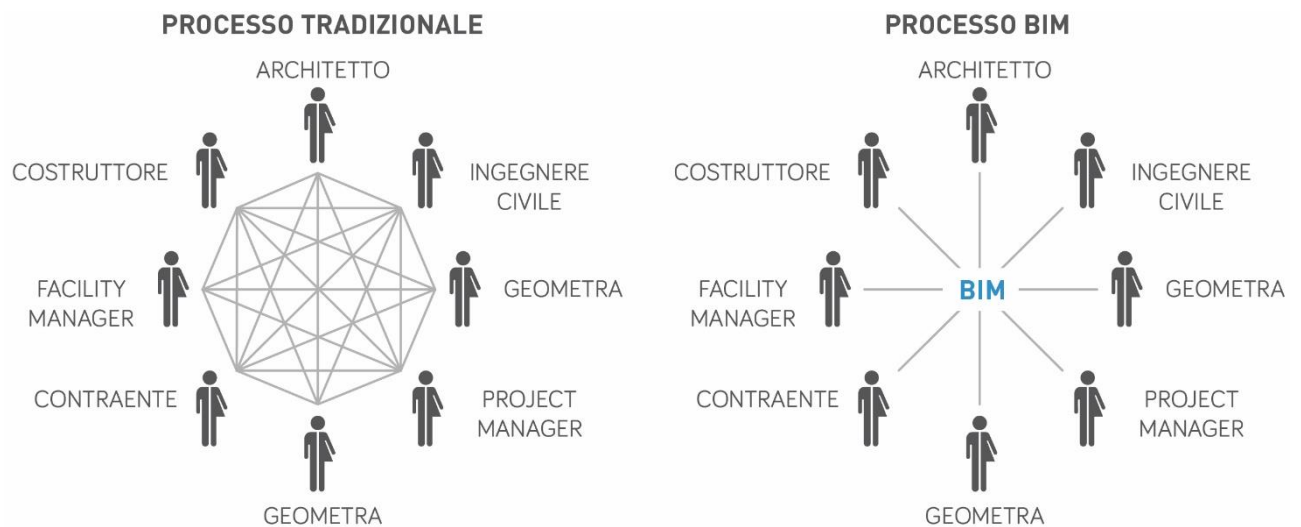 PROCESSO TRADIZIONALE
ARCHITETTO
COSTRUTTORE
INGEGNERE
CIVILE
FACILITY
MANAGER
GEOMETRA
CONTRAENTE
PROJECT
MANAGER
GEOMETRA
PROCESSO BIM
ARCHITETTO
COSTRUTTORE
INGEGNERE
CIVILE
FACILITY
MANAGER
BIM
GEOMETRA
CONTRAENTE
PROJECT
MANAGER
GEOMETRA